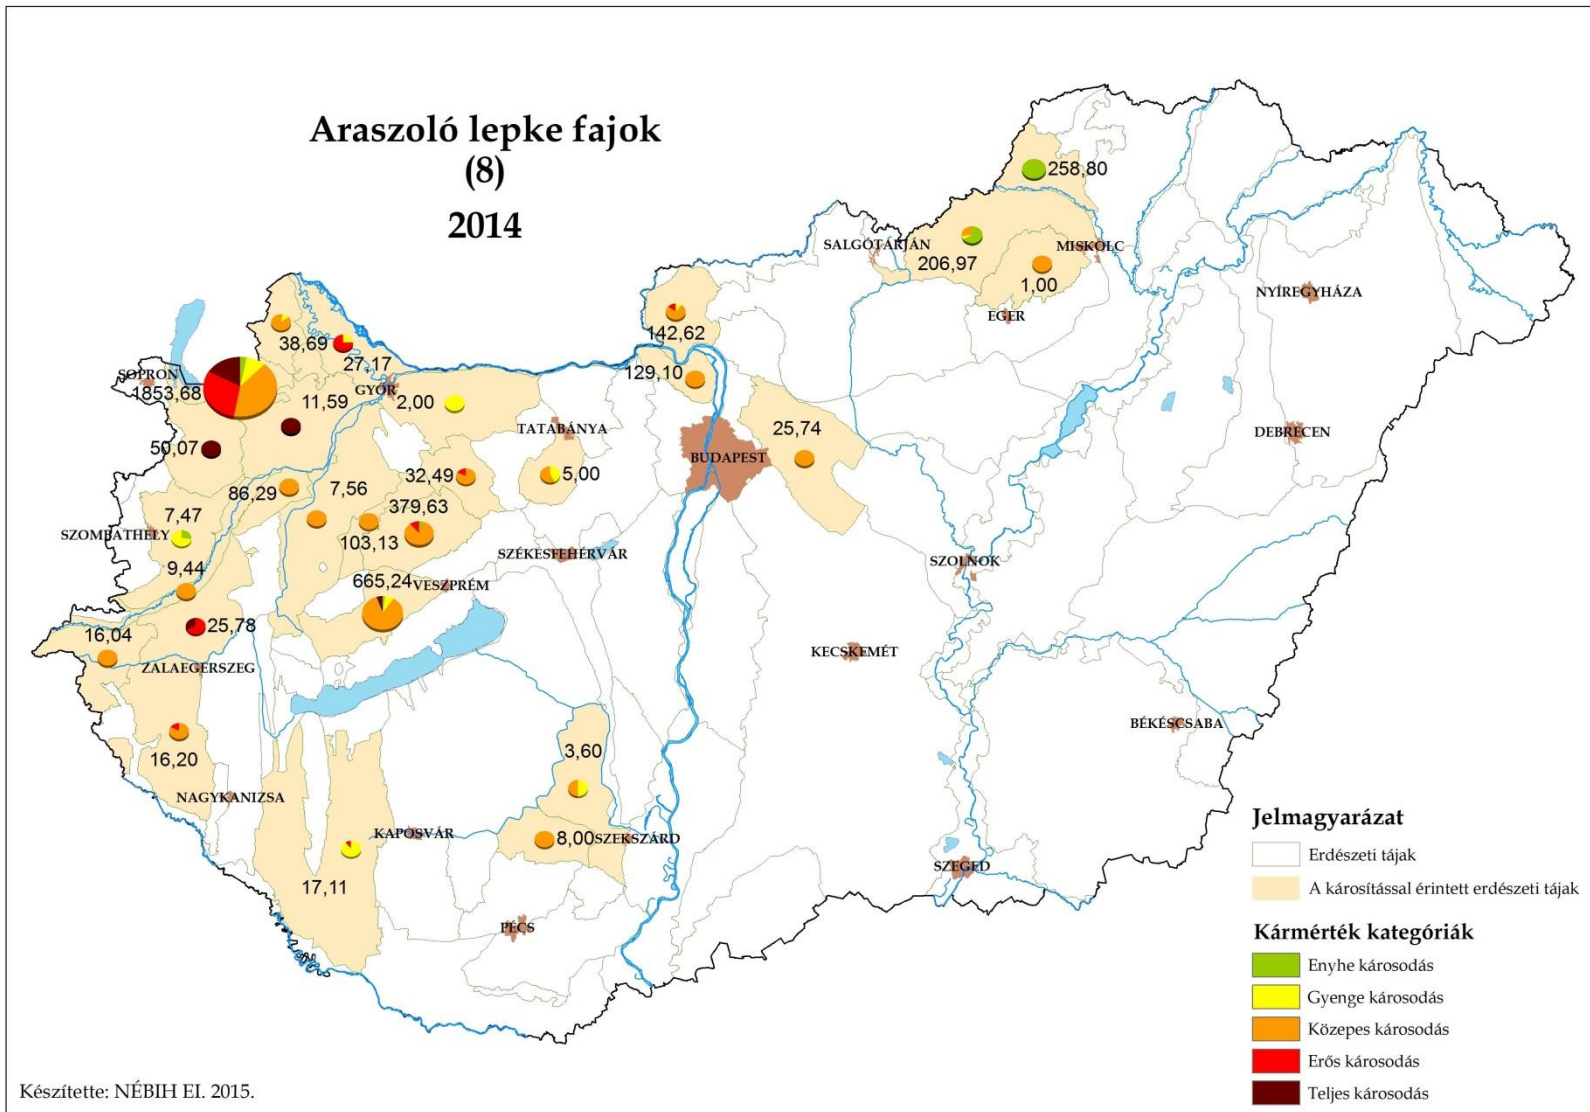 Araszoló lepke fajok
(8)
2014
258,80
SALGÓTARJÁN
MISKOLC
206,97
1,00
NYÍREGYHÁZA
EGER
142,62
38,69
27,17
129,10
SOPRON
1853,68
GYŐR
11,59
2,00
TATABÁNYA
25,74
DEBRECEN
50,07
BUDAPEST
32,49
5,00
86,29
7,56
379,63
7,47
SZOMBATHELY
103,13
SZÉKESFEHÉRVÁR
SZOLNOK
9,44
665,24
VESZPRÉM
16,04
25,78
ZALAEGERSZEG
KECSKEMÉT
BÉKÉSCSABA
16,20
3,60
NAGYKANIZSA
KAPOSVÁR
8,00
SZEKSZÁRD
SZEGED
17,11
PÉCS
Jelmagyarázat
Erdészeti tájak
A károsítással érintett erdészeti tájak
Kármérték kategóriák
Enyhe károsodás
Gyenge károsodás
Közepes károsodás
Erős károsodás
Teljes károsodás
Készítette: NÉBIH EI. 2015.